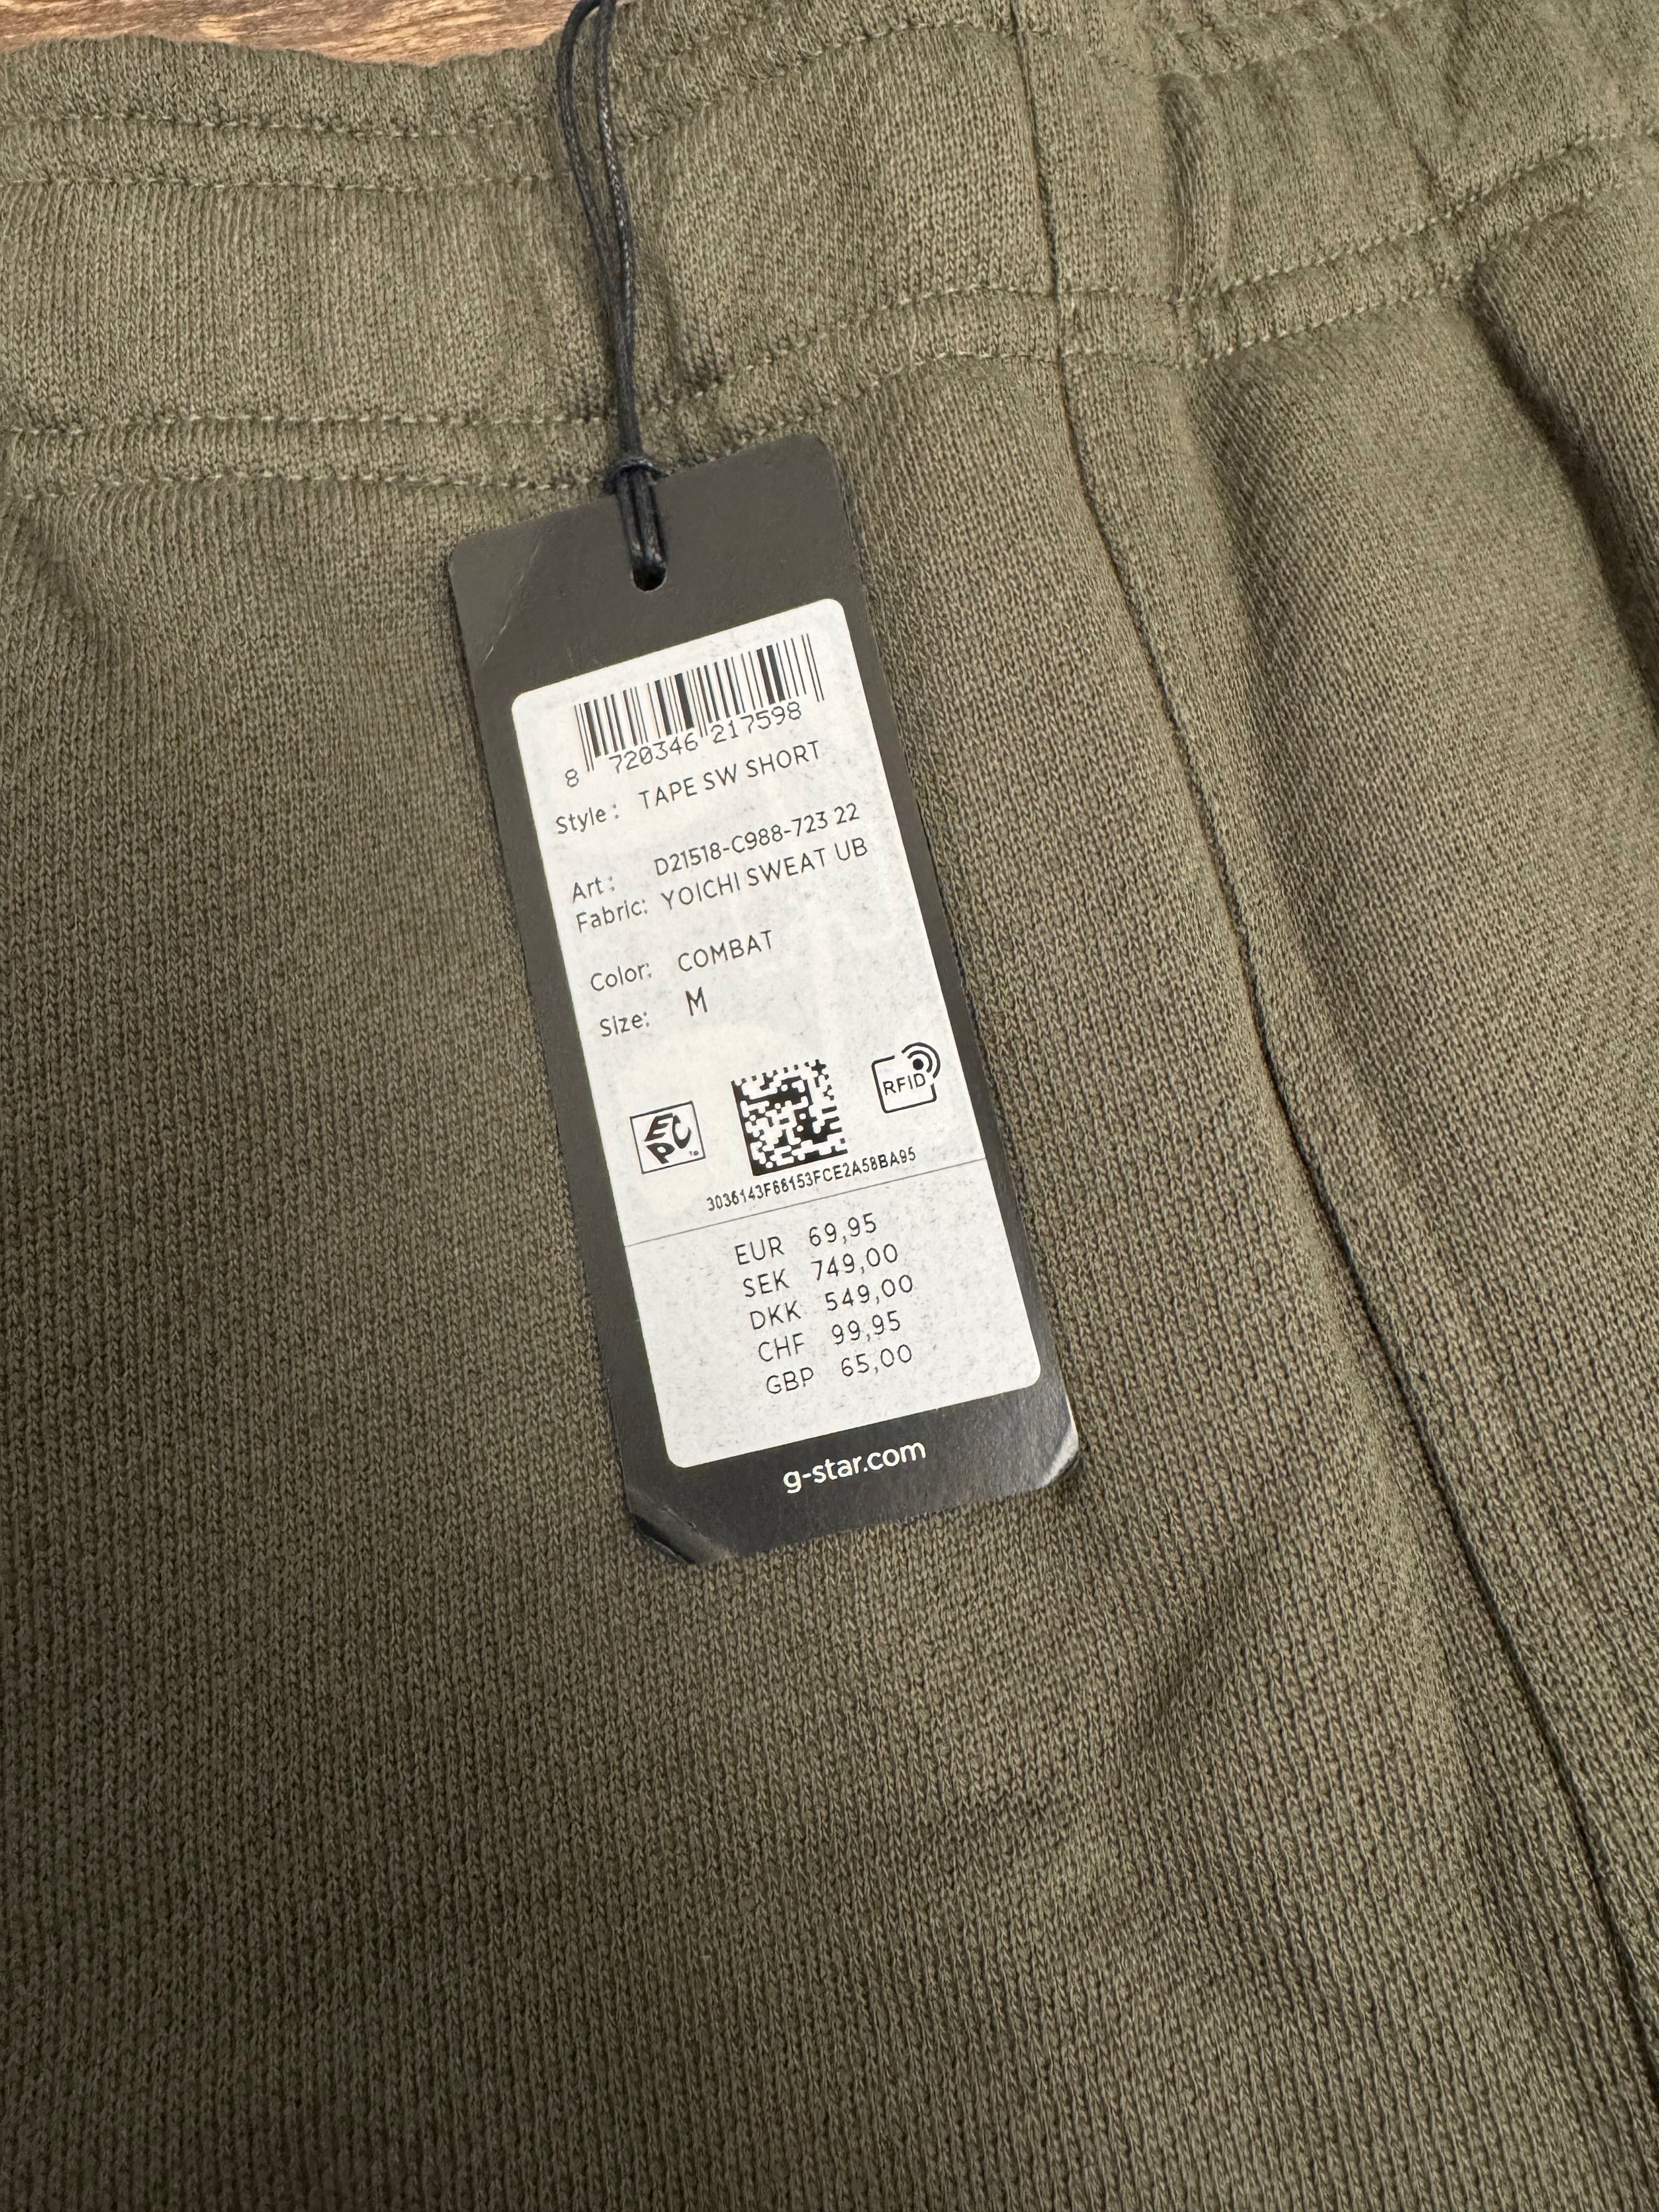 8 720346 217598
Style: TAPE SW SHORT
Art: D21518-C988-723 22
Fabric: YOICHI SWEAT UB
Color: COMBAT
Size: M
EPC
RFID
3036143F66153FCE2A58BA95
EUR 69,95
SEK 749,00
DKK 549,00
CHF 99,95
GBP 65,00
g-star.com